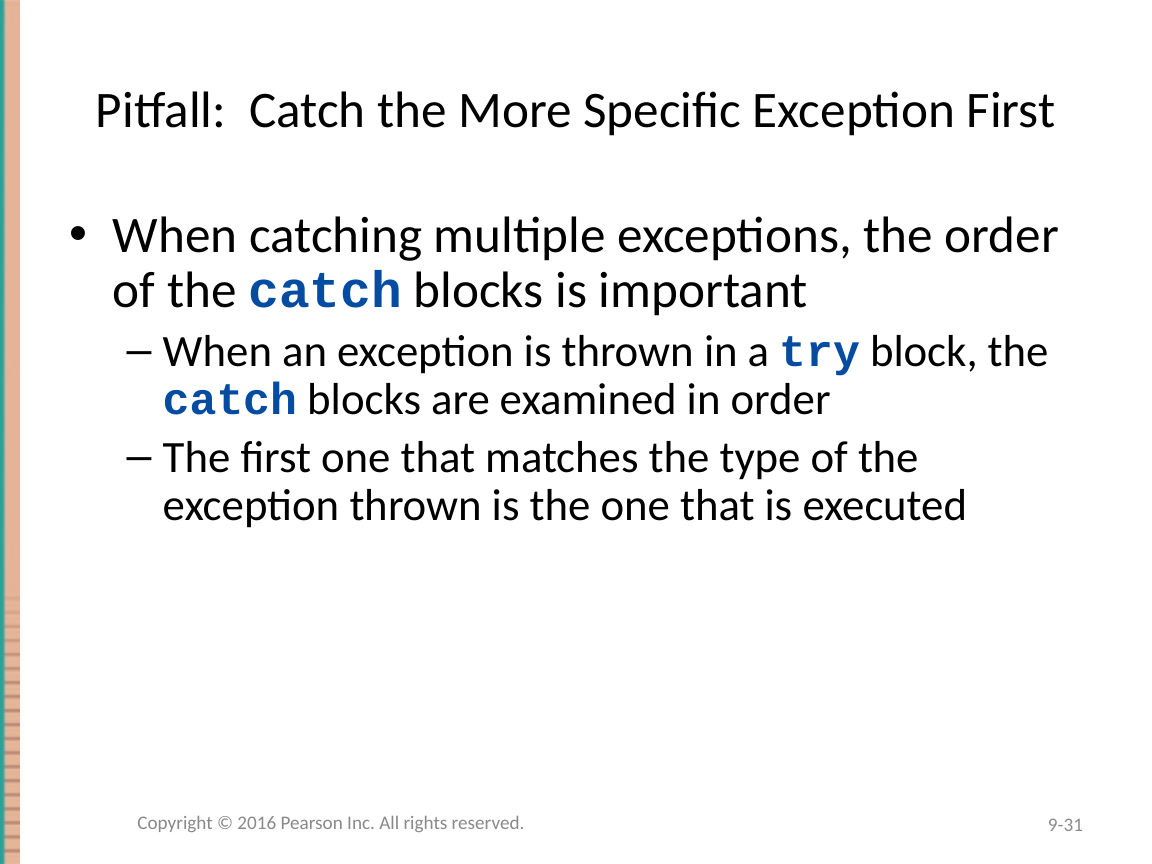 Pitfall:  Catch the More Specific Exception First
• When catching multiple exceptions, the order
of the catch blocks is important
– When an exception is thrown in a try block, the
catch blocks are examined in order
– The first one that matches the type of the
exception thrown is the one that is executed
Copyright © 2016 Pearson Inc. All rights reserved.
9-31